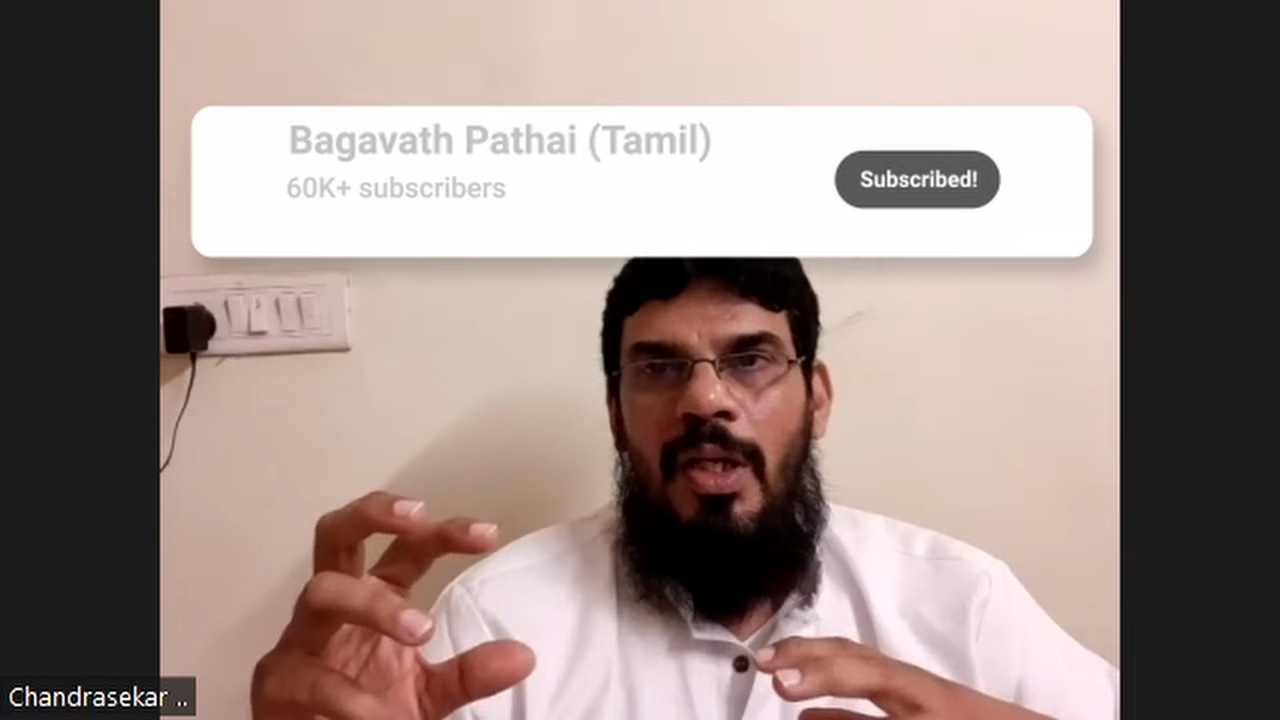 Bagavath Pathai (Tamil)
60K+ subscribers
Subscribed!
Chandrasekar ..